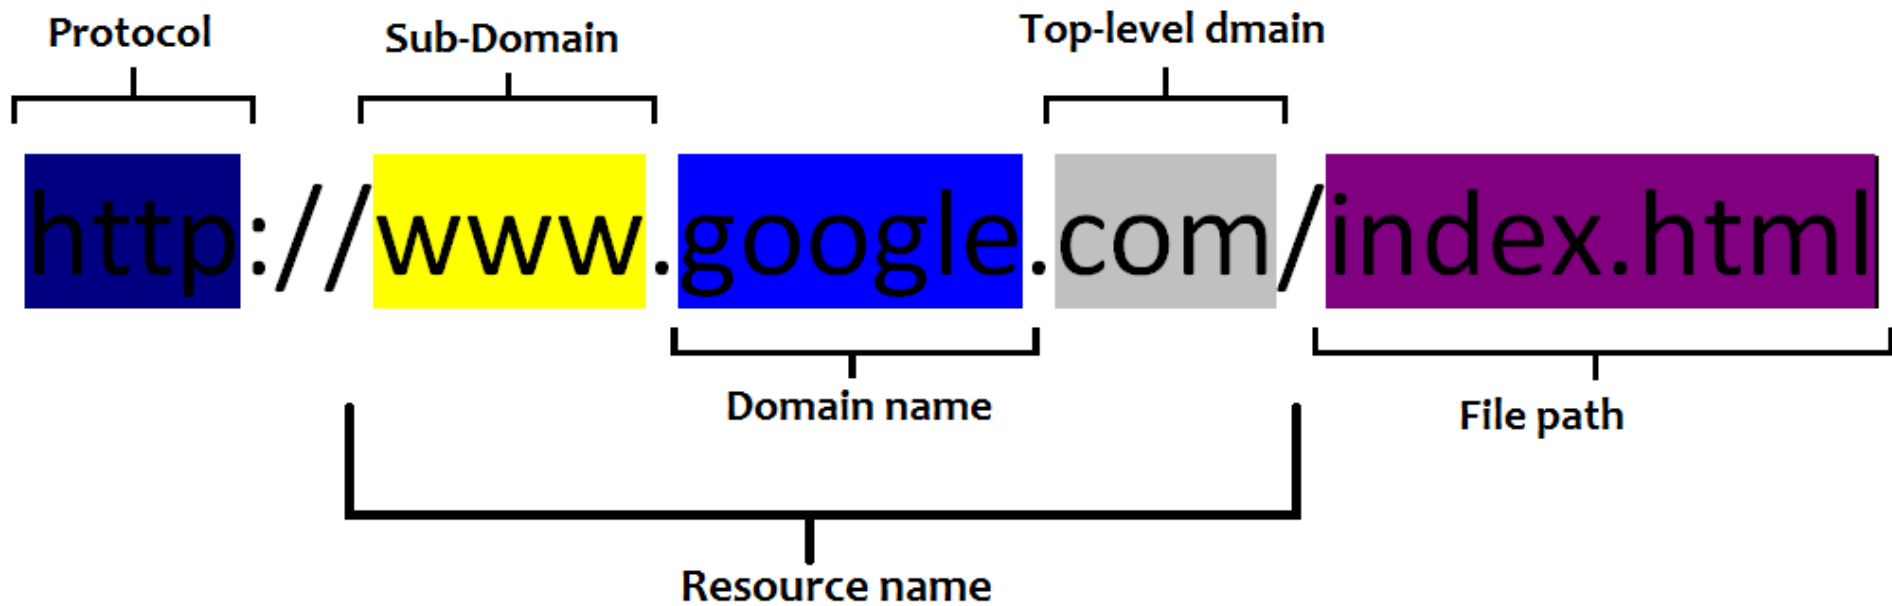 Protocol
Sub-Domain
Top-level dmain
http://www.google.com/index.html
Domain name
File path
Resource name